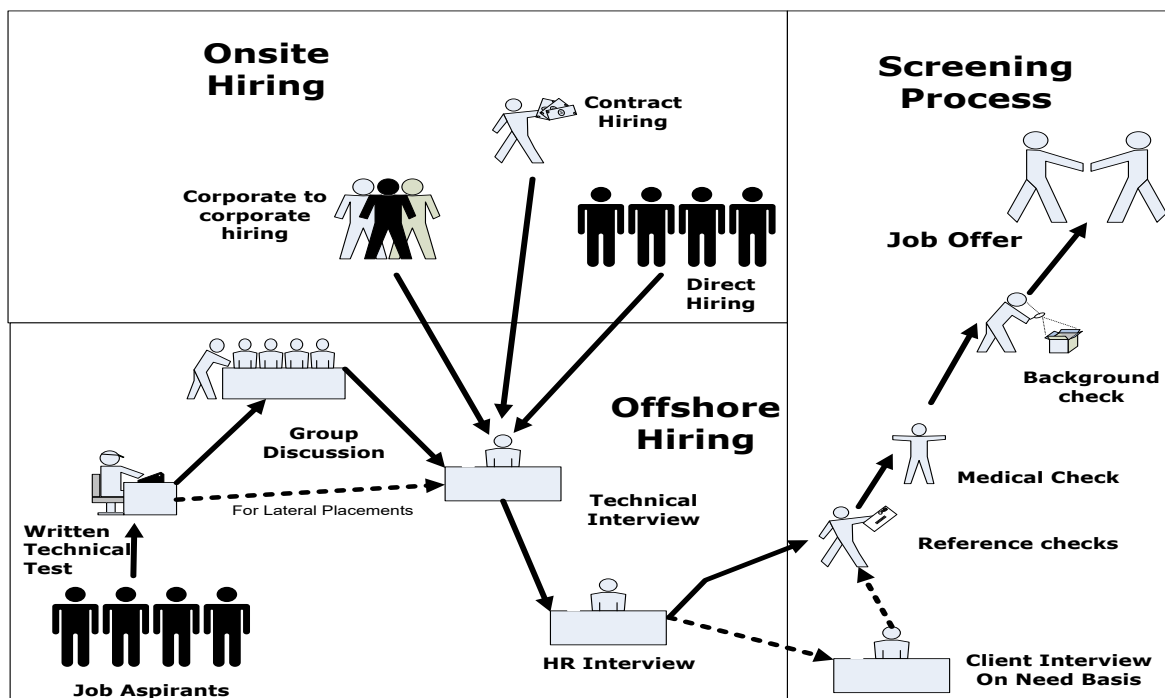 Onsite
Hiring
Contract
Hiring
Corporate to
corporate
hiring
Direct
Hiring
Screening
Process
Job Offer
Background
check
Medical Check
Reference checks
Client Interview
On Need Basis
Offshore
Hiring
Group
Discussion
For Lateral Placements
Technical
Interview
Written
Technical
Test
HR Interview
Job Aspirants